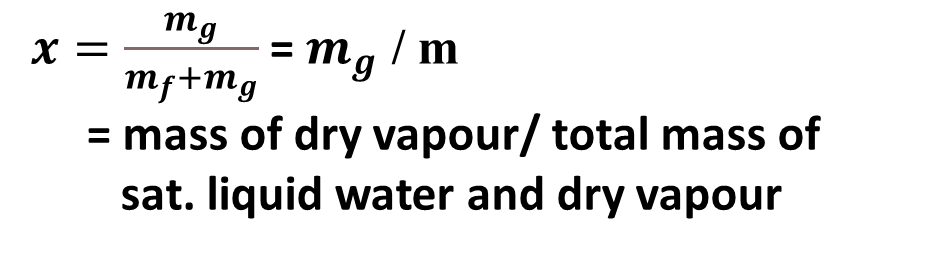 x = m_g / (m_f+m_g) = m_g / m
= mass of dry vapour/ total mass of
sat. liquid water and dry vapour